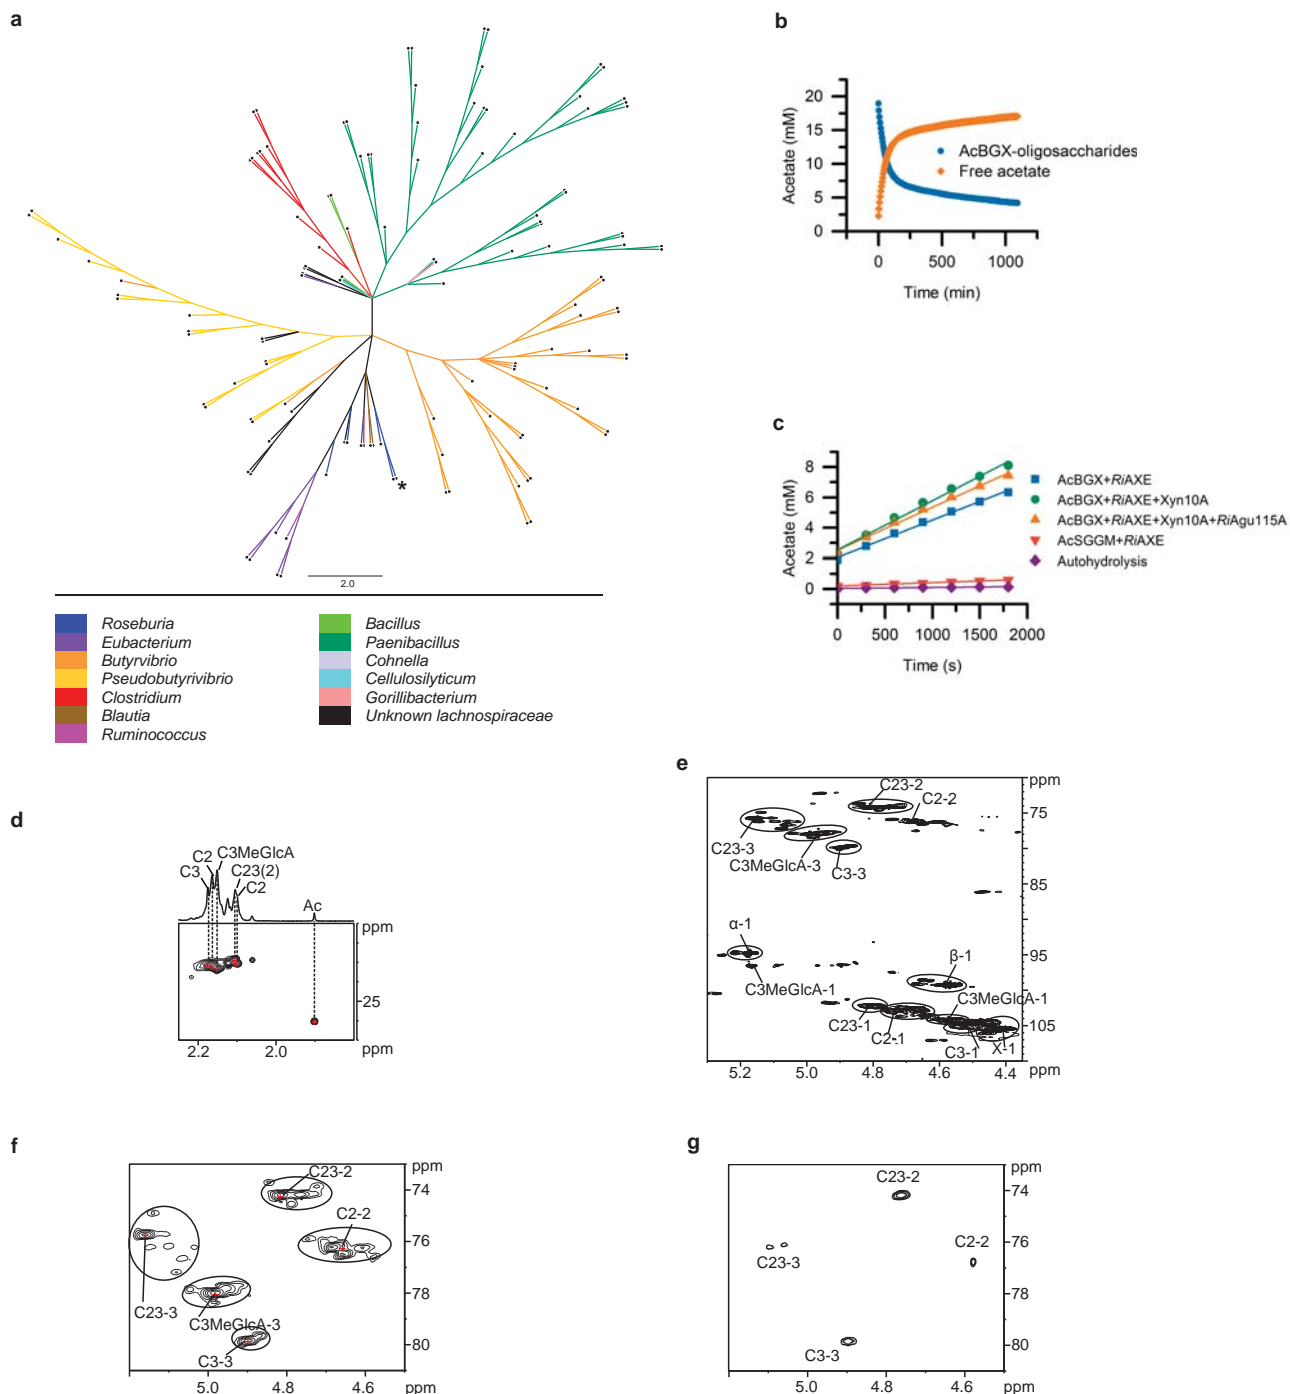 a
2.0
Roseburia
Eubacterium
Butyrvibrio
Pseudobutyrivibrio
Clostridium
Blautia
Ruminococcus
Bacillus
Paenibacillus
Cohnella
Cellulosilyticum
Gorillibacterium
Unknown lachnospiraceae
*
b
Acetate (mM)
20
15
10
5
0
AcBGX-oligosaccharides
Free acetate
0 500 1000
Time (min)
c
Acetate (mM)
8
6
4
2
0
AcBGX+RiAXE
AcBGX+RiAXE+Xyn10A
AcBGX+RiAXE+Xyn10A+RiAgu115A
AcSGGM+RiAXE
Autohydrolysis
0 500 1000 1500 2000
Time (s)
d
C3MeGlcA
C2
C3
C23(2)
C2
Ac
ppm
25
ppm
2.2 2.0
e
ppm
C23-2
C2-2
75
C23-3
C3MeGlcA-3
C3-3
85
α-1
95
β-1
C3MeGlcA-1
C3MeGlcA-1
C23-1
C2-1
105
C3-1
X-1
ppm
5.2 5.0 4.8 4.6 4.4
f
ppm
C23-2
74
C2-2
76
78
C23-3
C3MeGlcA-3
C3-3
80
5.0 4.8 4.6 ppm
g
ppm
C23-2
74
76
C23-3
C2-2
78
C3-3
80
5.0 4.8 4.6 ppm